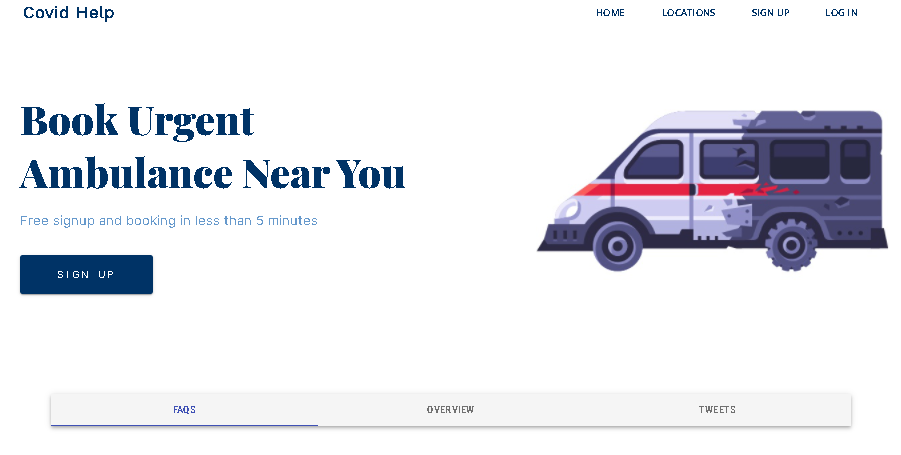 Covid Help
HOME LOCATIONS SIGN UP LOG IN
Book Urgent
Ambulance Near You
Free signup and booking in less than 5 minutes
SIGN UP
FAQS OVERVIEW TWEETS